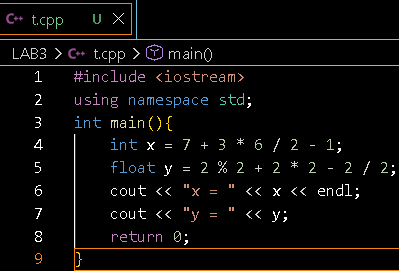 C++ t.cpp U ×
LAB3 > C++ t.cpp > main()
1 #include <iostream>
2 using namespace std;
3 int main(){
4 int x = 7 + 3 * 6 / 2 - 1;
5 float y = 2 % 2 + 2 * 2 - 2 / 2;
6 cout << "x = " << x << endl;
7 cout << "y = " << y;
8 return 0;
9 }